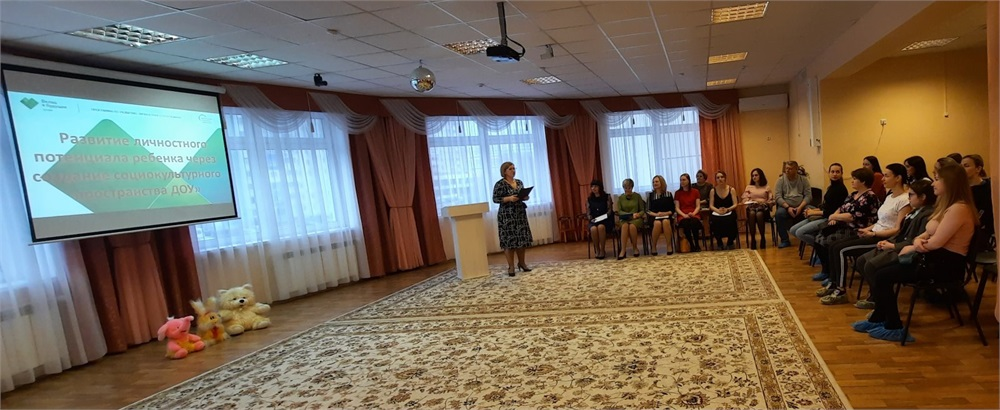 Развитие личностного
потенциала ребенка через
создание социокультурного
пространства ДОУ»